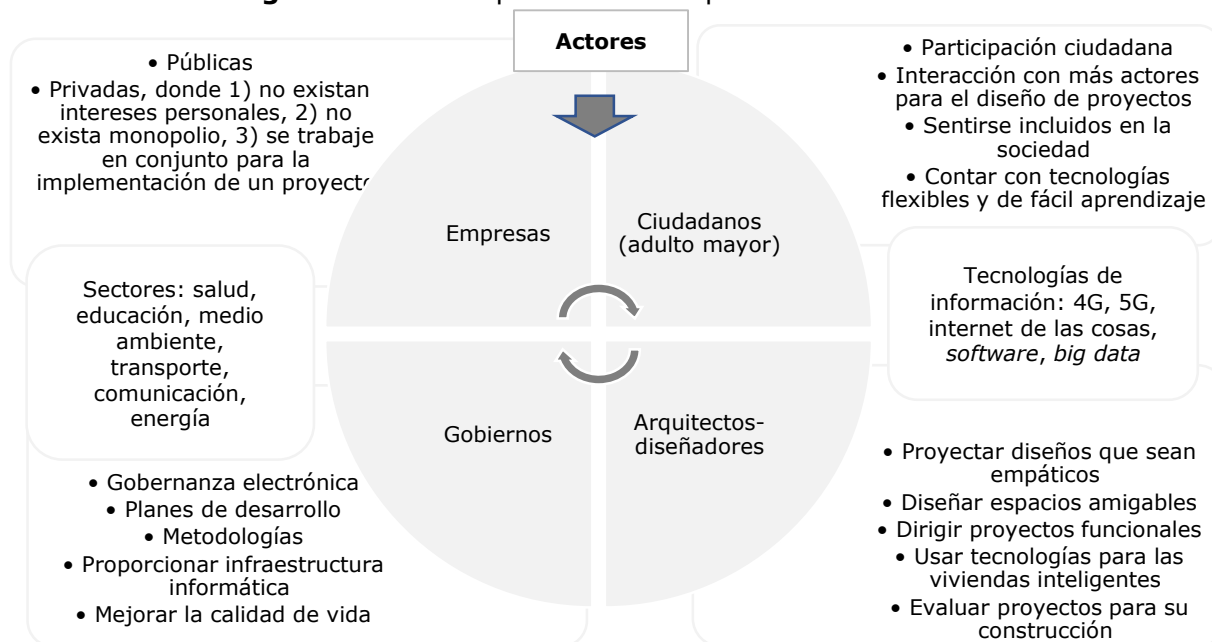 Actores
• Públicas
• Privadas, donde 1) no existan
intereses personales, 2) no
exista monopolio, 3) se trabaje
en conjunto para la
implementación de un proyecto
• Participación ciudadana
• Interacción con más actores
para el diseño de proyectos
• Sentirse incluidos en la
sociedad
• Contar con tecnologías
flexibles y de fácil aprendizaje
Empresas
Ciudadanos
(adulto mayor)
Sectores: salud,
educación, medio
ambiente,
transporte,
comunicación,
energía
Tecnologías de
información: 4G, 5G,
internet de las cosas,
software, big data
Gobiernos
Arquitectos-
diseñadores
• Gobernanza electrónica
• Planes de desarrollo
• Metodologías
• Proporcionar infraestructura
informática
• Mejorar la calidad de vida
• Proyectar diseños que sean
empáticos
• Diseñar espacios amigables
• Dirigir proyectos funcionales
• Usar tecnologías para las
viviendas inteligentes
• Evaluar proyectos para su
construcción